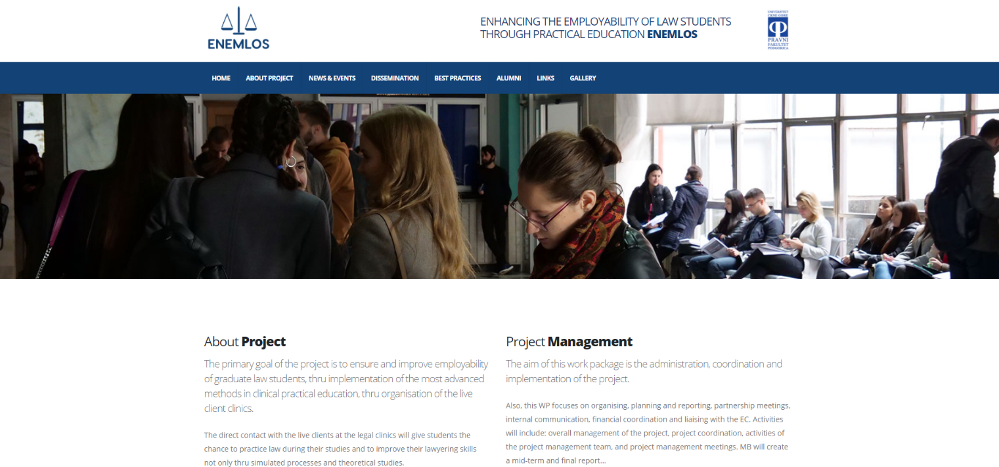 ENEMLOS
ENHANCING THE EMPLOYABILITY OF LAW STUDENTS
THROUGH PRACTICAL EDUCATION ENEMLOS
UNIVERZITET
CRNE GORE
PRAVNI
FAKULTET
PODGORICA
HOME ABOUT PROJECT NEWS & EVENTS DISSEMINATION BEST PRACTICES ALUMNI LINKS GALLERY
About Project
The primary goal of the project is to ensure and improve employability
of graduate law students, thru implementation of the most advanced
methods in clinical practical education, thru organisation of the live
client clinics.
The direct contact with the live clients at the legal clinics will give students the
chance to practice law during their studies and to improve their lawyering skills
not only thru simulated processes and theoretical studies.
Project Management
The aim of this work package is the administration, coordination and
implementation of the project.
Also, this WP focuses on organising, planning and reporting, partnership meetings,
internal communication, financial coordination and liaising with the EC. Activities
will include: overall management of the project, project coordination, activities of
the project management team, and project management meetings. MB will create
a mid-term and final report...